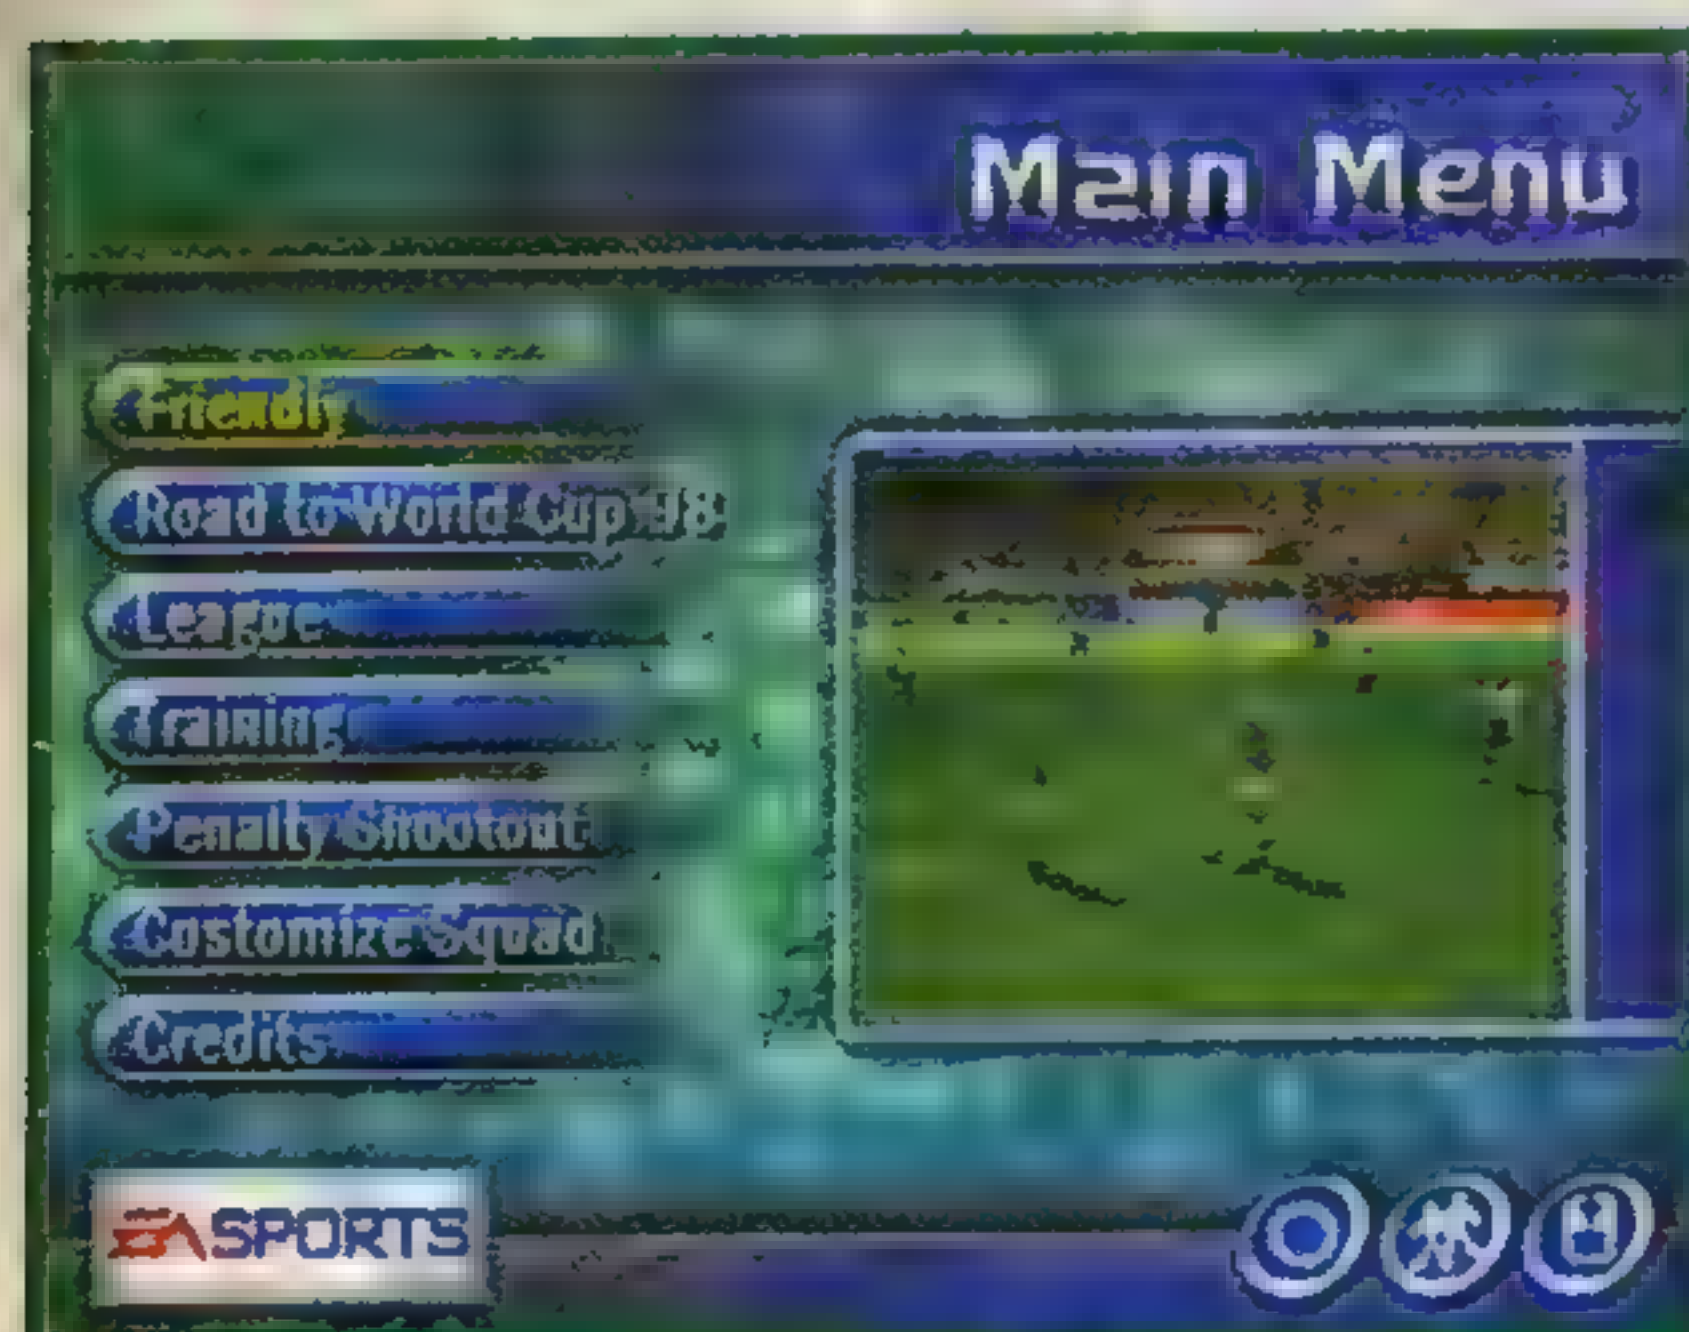 Main Menu
Friendly
Road to World Cup 98
League
Training
Penalty Shootout
Customize Squad
Credits
EA SPORTS